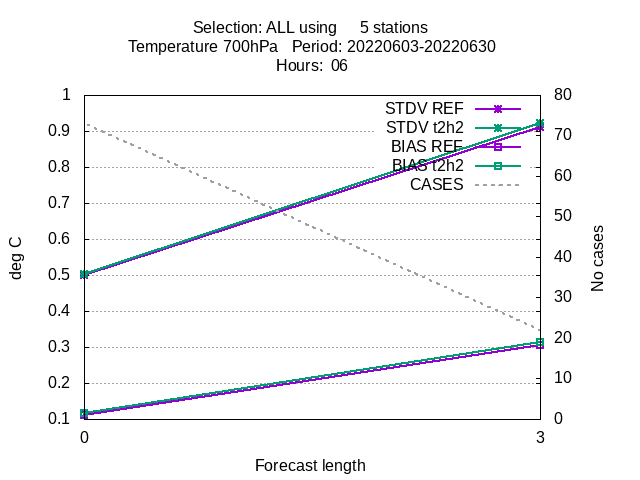 Selection: ALL using     5 stations
Temperature 700hPa   Period: 20220603-20220630
Hours:  06
1
0.9
0.8
0.7
0.6
0.5
0.4
0.3
0.2
0.1
deg C
STDV REF
STDV t2h2
BIAS REF
BIAS t2h2
CASES
80
70
60
50
40
30
20
10
0
No cases
0
3
Forecast length